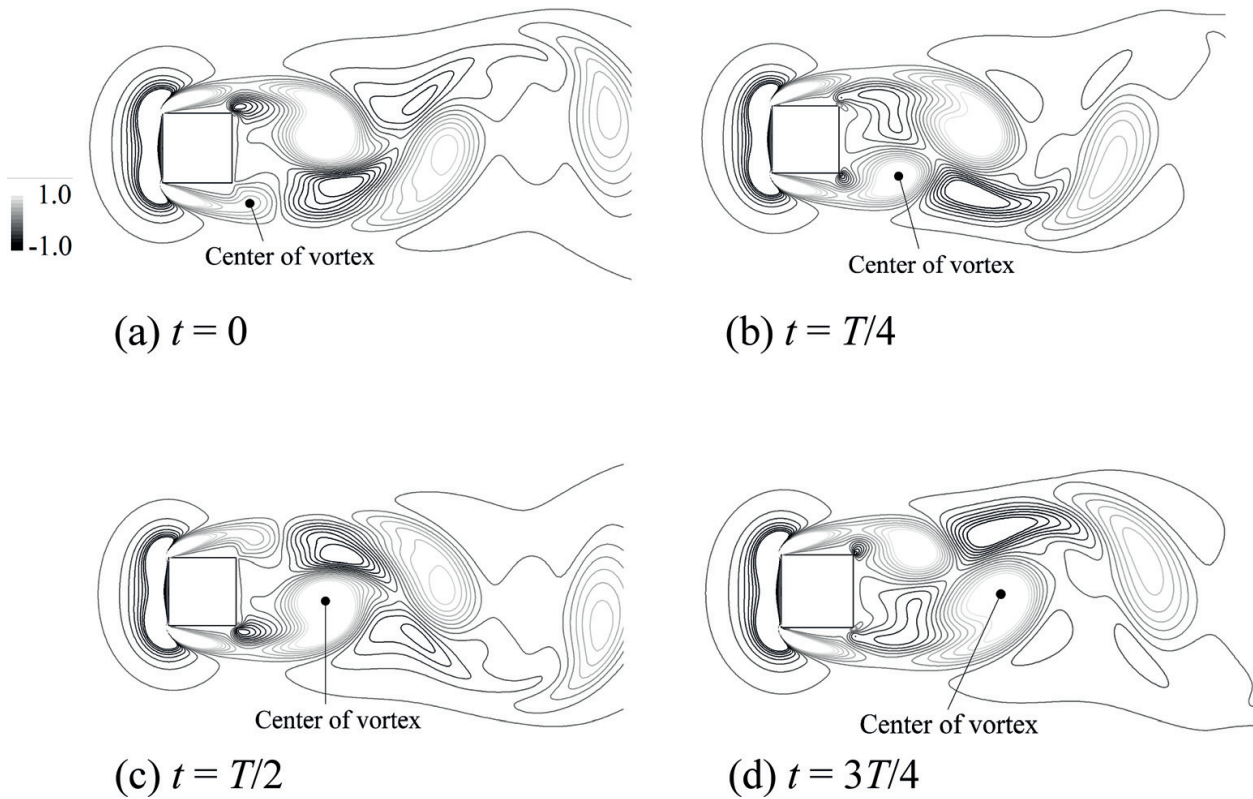 1.0
-1.0
Center of vortex
(a) t = 0
Center of vortex
(b) t = T/4
Center of vortex
(c) t = T/2
Center of vortex
(d) t = 3T/4